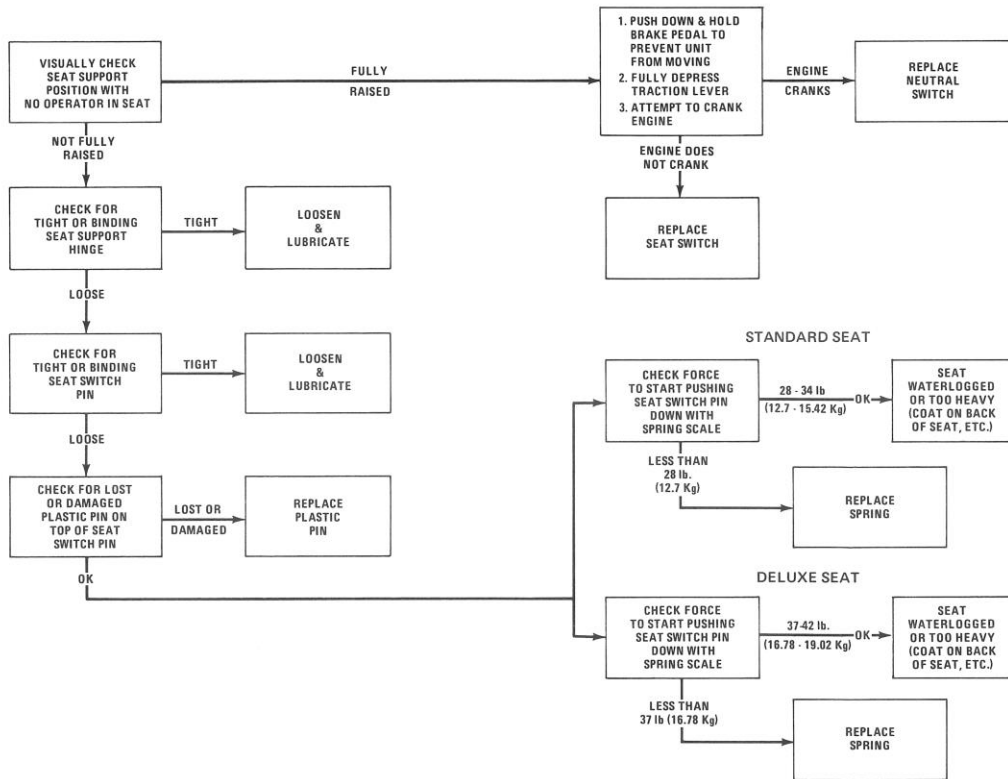 VISUALLY CHECK
SEAT SUPPORT
POSITION WITH
NO OPERATOR IN SEAT
FULLY
RAISED
1. PUSH DOWN & HOLD
BRAKE PEDAL TO
PREVENT UNIT
FROM MOVING
2. FULLY DEPRESS
TRACTION LEVER
3. ATTEMPT TO CRANK
ENGINE
ENGINE
CRANKS
REPLACE
NEUTRAL
SWITCH
NOT FULLY
RAISED
ENGINE DOES
NOT CRANK
REPLACE
SEAT SWITCH
CHECK FOR
TIGHT OR BINDING
SEAT SUPPORT
HINGE
TIGHT
LOOSEN
&
LUBRICATE
LOOSE
CHECK FOR
TIGHT OR BINDING
SEAT SWITCH
PIN
TIGHT
LOOSEN
&
LUBRICATE
LOOSE
CHECK FOR LOST
OR DAMAGED
PLASTIC PIN ON
TOP OF SEAT
SWITCH PIN
LOST OR
DAMAGED
REPLACE
PLASTIC
PIN
OK
STANDARD SEAT
CHECK FORCE
TO START PUSHING
SEAT SWITCH PIN
DOWN WITH
SPRING SCALE
28 - 34 lb
(12.7 - 15.42 Kg)
OK
SEAT
WATERLOGGED
OR TOO HEAVY
(COAT ON BACK
OF SEAT, ETC.)
LESS THAN
28 lb.
(12.7 Kg)
REPLACE
SPRING
DELUXE SEAT
CHECK FORCE
TO START PUSHING
SEAT SWITCH PIN
DOWN WITH
SPRING SCALE
37-42 lb.
(16.78 - 19.02 Kg)
OK
SEAT
WATERLOGGED
OR TOO HEAVY
(COAT ON BACK
OF SEAT, ETC.)
LESS THAN
37 lb (16.78 Kg)
REPLACE
SPRING